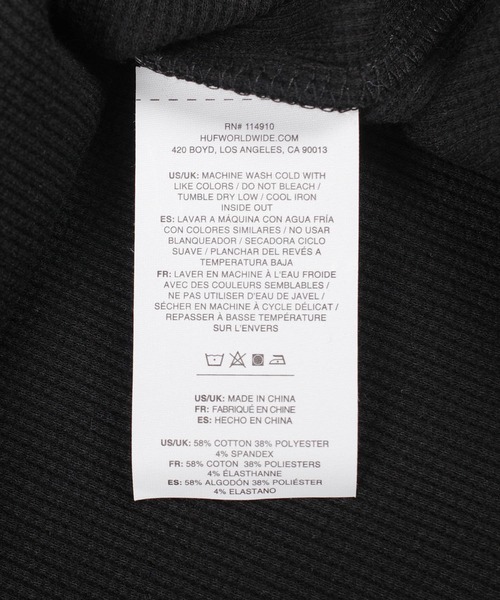 RN# 114910
HUFWORLDWIDE.COM
420 BOYD, LOS ANGELES, CA 90013
US/UK: MACHINE WASH COLD WITH
LIKE COLORS / DO NOT BLEACH /
TUMBLE DRY LOW / COOL IRON
INSIDE OUT
ES: LAVAR A MÁQUINA CON AGUA FRÍA
CON COLORES SIMILARES / NO USAR
BLANQUEADOR / SECADORA CICLO
SUAVE / PLANCHAR DEL REVÉS A
TEMPERATURA BAJA
FR: LAVER EN MACHINE À L'EAU FROIDE
AVEC DES COULEURS SEMBLABLES /
NE PAS UTILISER D'EAU DE JAVEL /
SÉCHER EN MACHINE À CYCLE DÉLICAT /
REPASSER À BASSE TEMPÉRATURE
SUR L'ENVERS
US/UK: MADE IN CHINA
FR: FABRIQUÉ EN CHINE
ES: HECHO EN CHINA
US/UK: 58% COTTON 38% POLYESTER
4% SPANDEX
FR: 58% COTON 38% POLIESTERS
4% ÉLASTHANNE
ES: 58% ALGODÓN 38% POLIÉSTER
4% ELASTANO